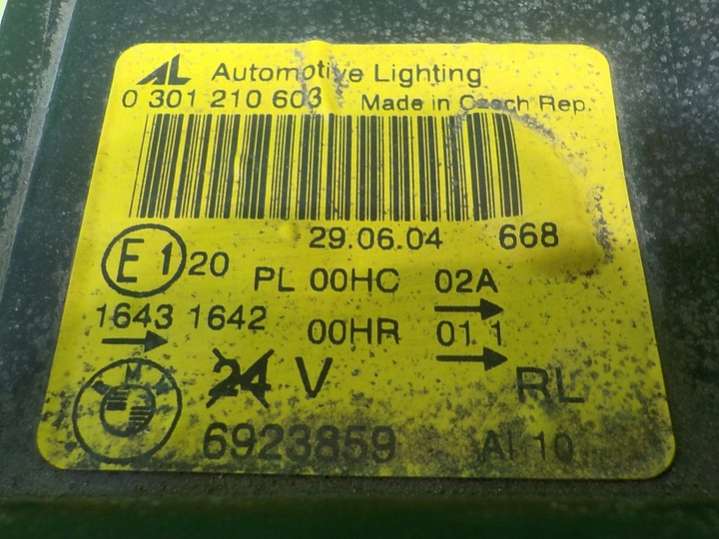 AL Automotive Lighting
0 301 210 603 Made in Czech Rep.
29.06.04 668
E1 20 PL 00HC 02A
1643 1642 00HR 01 1
BMW 24 V RL
6923859 AL 10